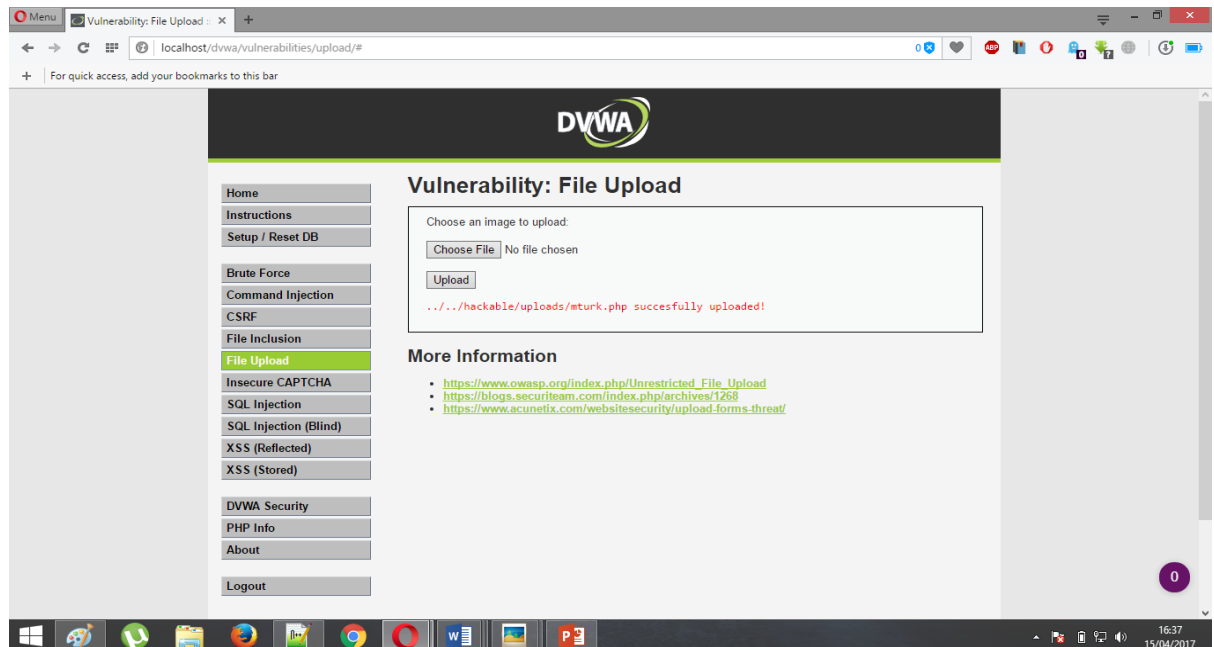 Menu
Vulnerability: File Upload ::
localhost/dvwa/vulnerabilities/upload/#
0
ABP
0
7
For quick access, add your bookmarks to this bar
DVWA
Home
Instructions
Setup / Reset DB
Brute Force
Command Injection
CSRF
File Inclusion
File Upload
Insecure CAPTCHA
SQL Injection
SQL Injection (Blind)
XSS (Reflected)
XSS (Stored)
DVWA Security
PHP Info
About
Logout
Vulnerability: File Upload
Choose an image to upload:
Choose File No file chosen
Upload
../../hackable/uploads/mturk.php succesfully uploaded!
More Information
https://www.owasp.org/index.php/Unrestricted_File_Upload
https://blogs.securiteam.com/index.php/archives/1268
https://www.acunetix.com/websitesecurity/upload-forms-threat/
0
16:37
15/04/2017